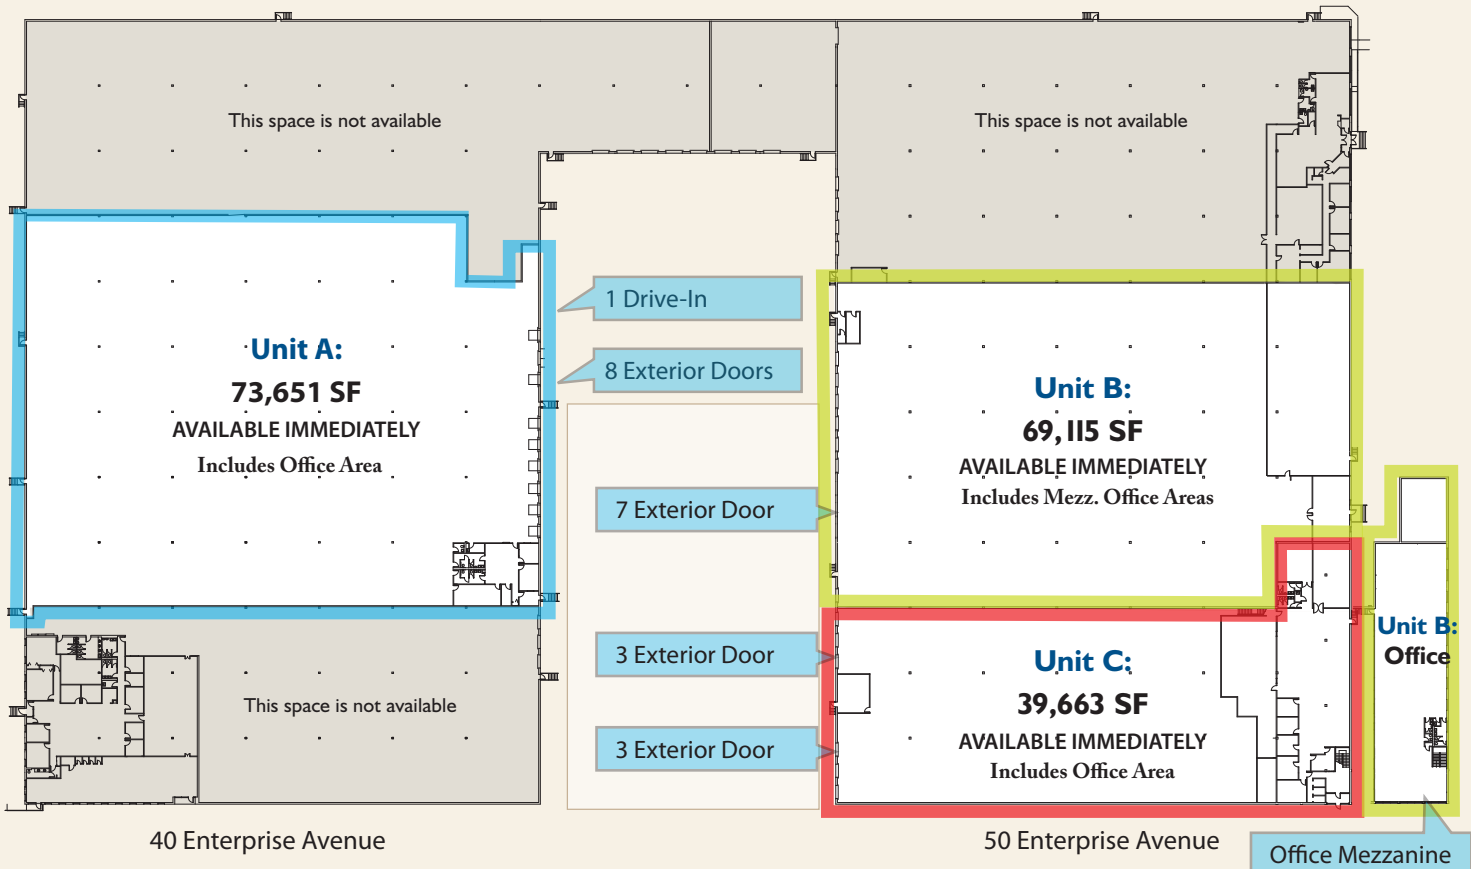 This space is not available
This space is not available
1 Drive-In
8 Exterior Doors
Unit A:
73,651 SF
AVAILABLE IMMEDIATELY
Includes Office Area
Unit B:
69,115 SF
AVAILABLE IMMEDIATELY
Includes Mezz. Office Areas
7 Exterior Door
Unit B:
Office
3 Exterior Door
Unit C:
39,663 SF
AVAILABLE IMMEDIATELY
Includes Office Area
This space is not available
3 Exterior Door
40 Enterprise Avenue
50 Enterprise Avenue
Office Mezzanine